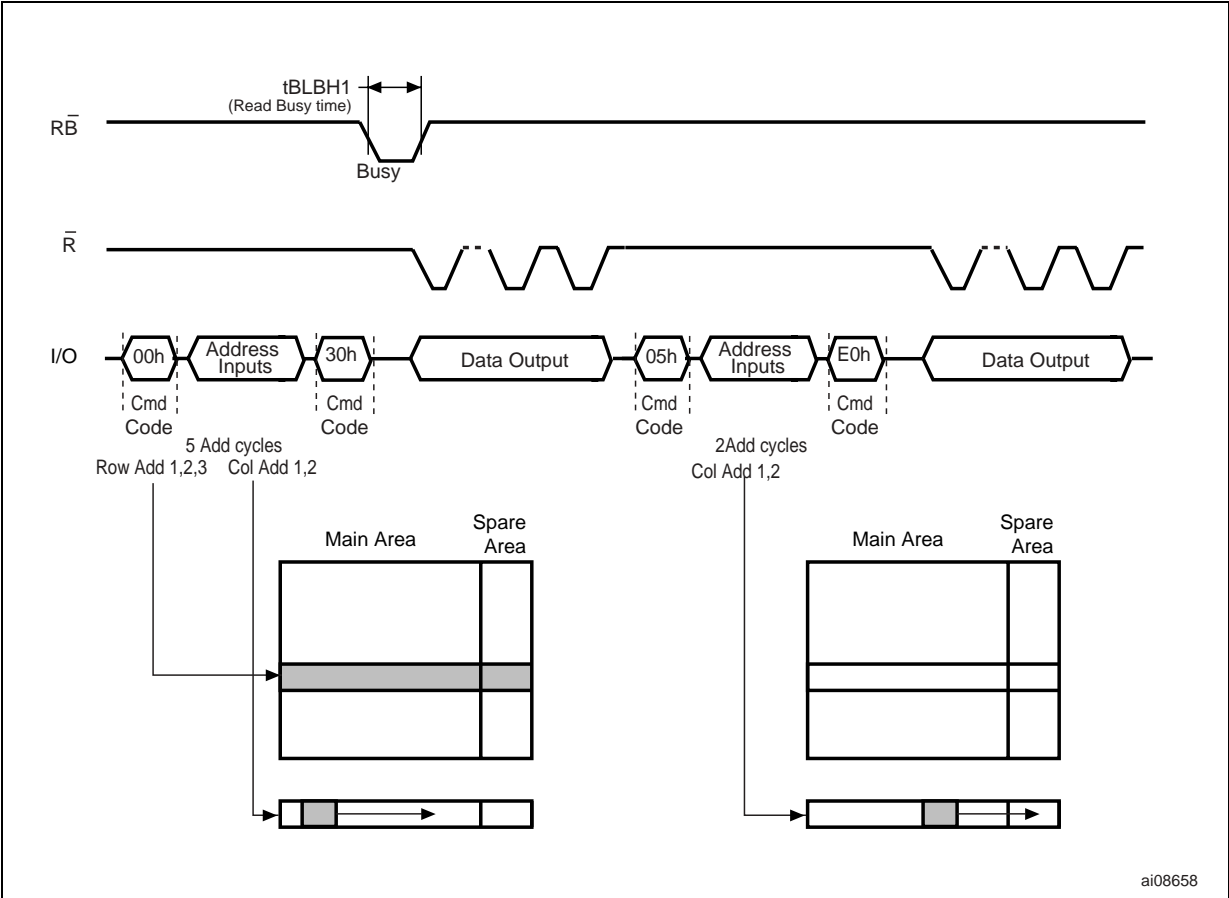 tBLBH1
(Read Busy time)
RB̅
Busy
R̅
I/O
00h
Address
Inputs
30h
Data Output
05h
Address
Inputs
E0h
Data Output
Cmd
Code
Cmd
Code
Cmd
Code
Cmd
Code
5 Add cycles
Row Add 1,2,3 Col Add 1,2
2Add cycles
Col Add 1,2
Main Area
Spare
Area
Main Area
Spare
Area
ai08658